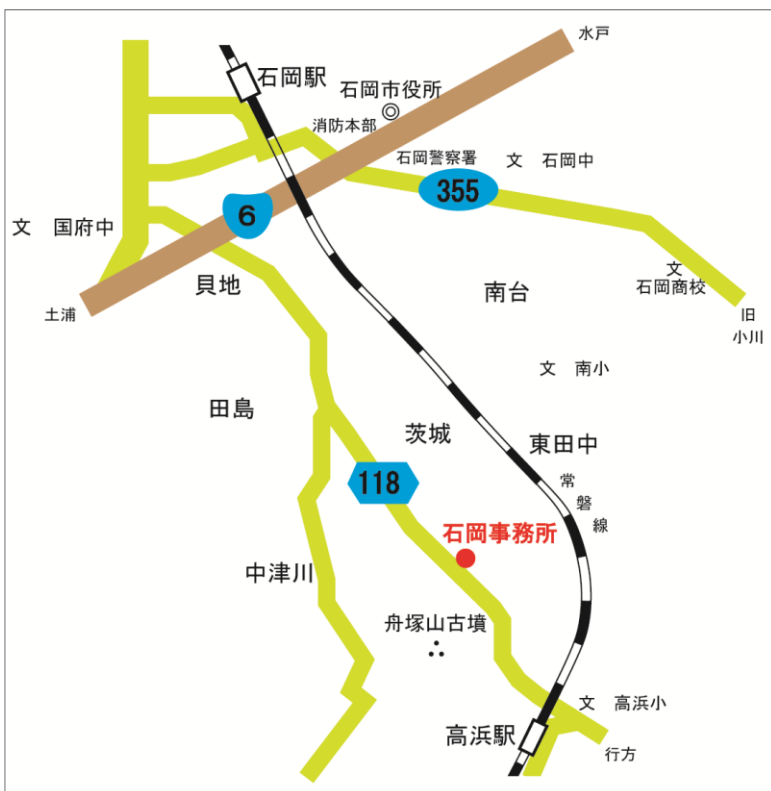 水戸
石岡駅
石岡市役所
消防本部
石岡警察署
文 石岡中
355
6
文 国府中
貝地
南台
文
石岡商校
土浦
旧
小川
文 南小
田島
茨城
東田中
118
常磐線
石岡事務所
中津川
舟塚山古墳
文 高浜小
高浜駅
行方